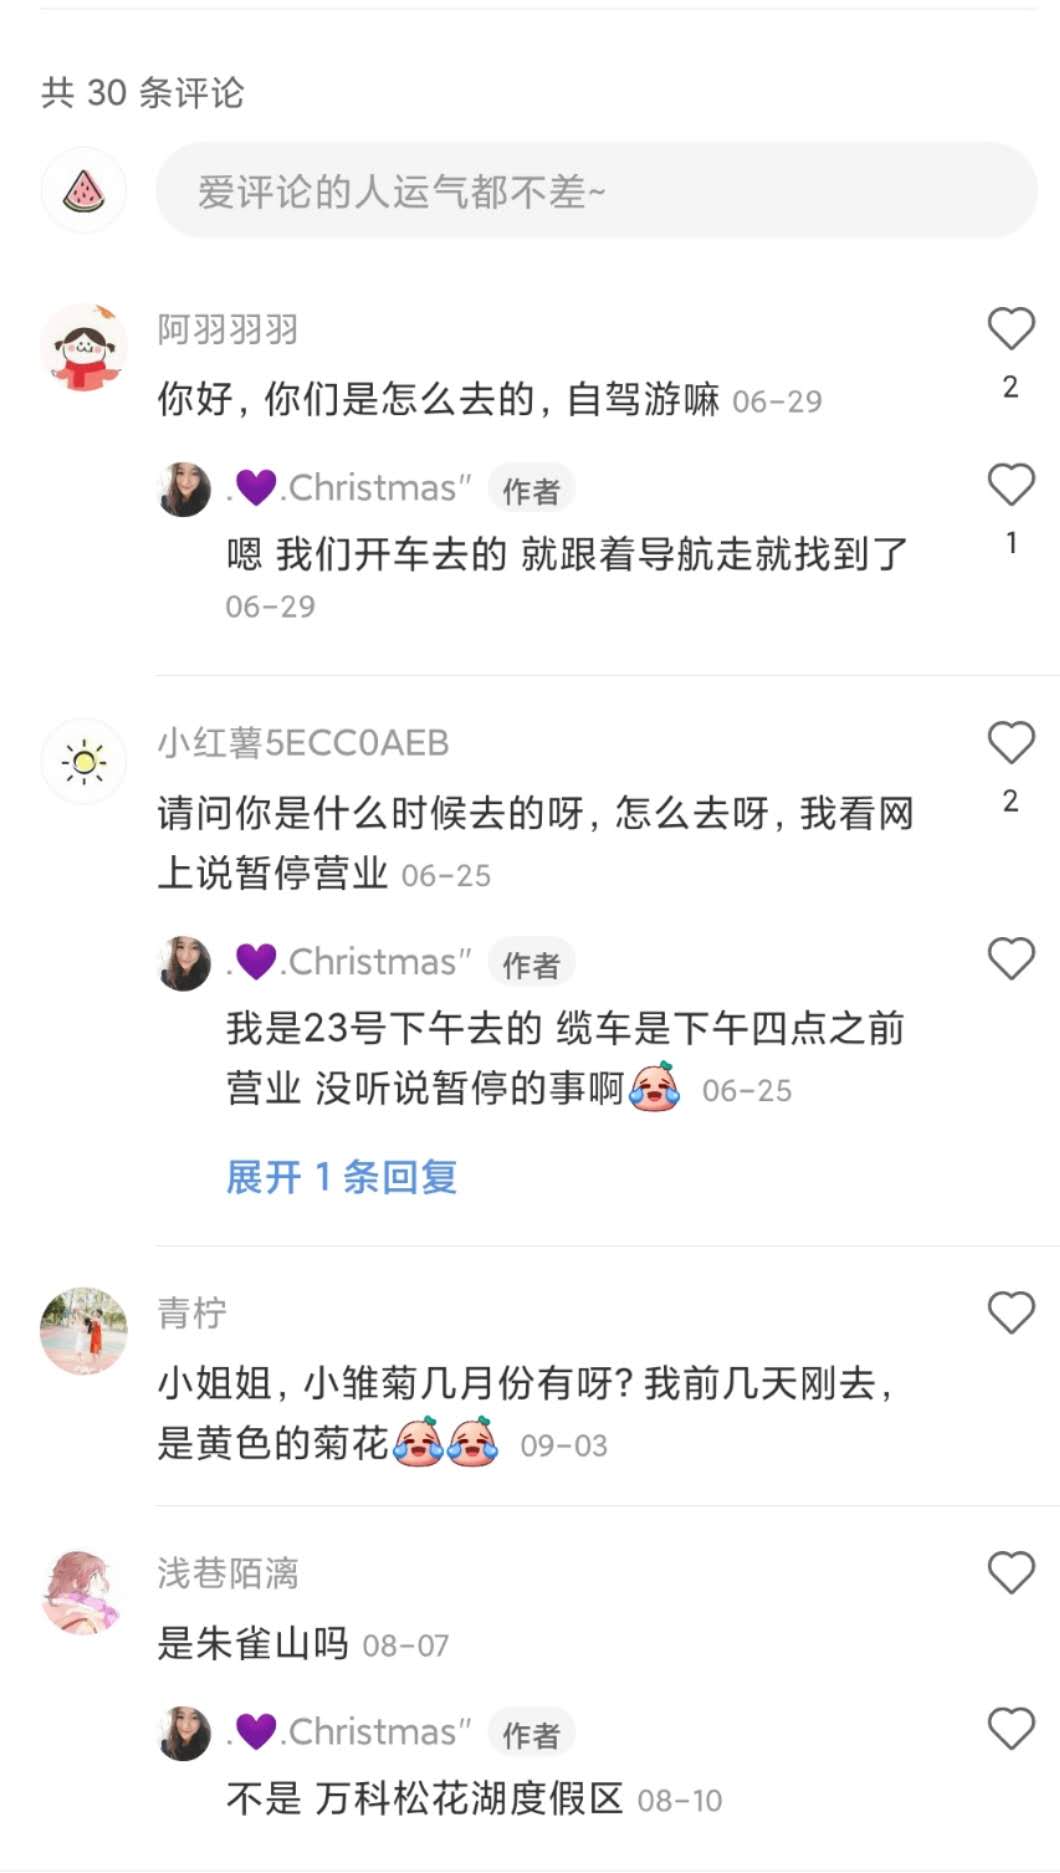 共 30 条评论
爱评论的人运气都不差~
阿羽羽羽
你好, 你们是怎么去的, 自驾游嘛 06-29
2
.💜.Christmas" 作者
嗯 我们开车去的 就跟着导航走就找到了
1
06-29
小红薯5ECC0AEB
请问你是什么时候去的呀, 怎么去呀, 我看网
2
上说暂停营业 06-25
.💜.Christmas" 作者
我是23号下午去的 缆车是下午四点之前
营业 没听说暂停的事啊 06-25
展开 1 条回复
青柠
小姐姐, 小雏菊几月份有呀? 我前几天刚去,
是黄色的菊花 09-03
浅巷陌漓
是朱雀山吗 08-07
.💜.Christmas" 作者
不是 万科松花湖度假区 08-10